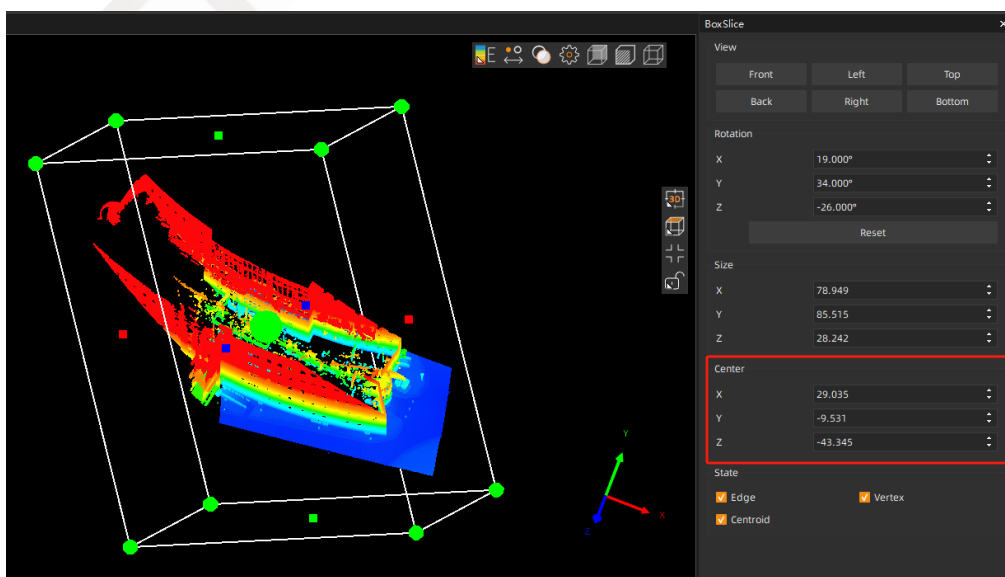 BoxSlice
View
Front Left Top
Back Right Bottom
Rotation
X 19.000°
Y 34.000°
Z -26.000°
Reset
Size
X 78.949
Y 85.515
Z 28.242
Center
X 29.035
Y -9.531
Z -43.345
State
Edge Vertex
Centroid
E
3D
Y
X
Z